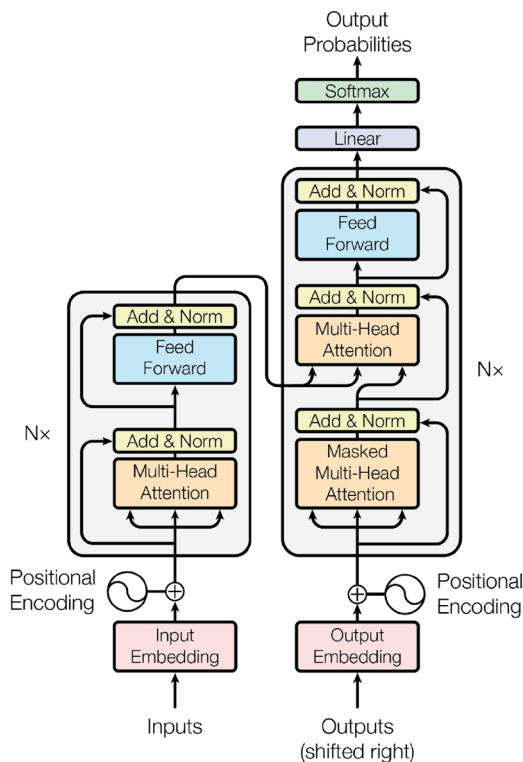 Output
Probabilities
Softmax
Linear
Add & Norm
Feed
Forward
Add & Norm
Multi-Head
Attention
Add & Norm
Masked
Multi-Head
Attention
Nx
Add & Norm
Feed
Forward
Add & Norm
Multi-Head
Attention
Nx
Positional
Encoding
Positional
Encoding
Input
Embedding
Output
Embedding
Inputs
Outputs
(shifted right)